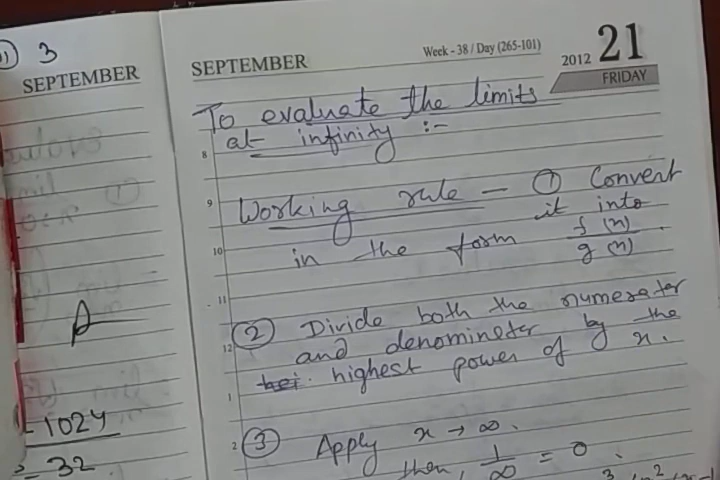 3
SEPTEMBER
- 1024
= 32
SEPTEMBER
Week - 38 / Day (265-101)
2012 21
FRIDAY
To evaluate the limits
at infinity :-
8
Working rule - ① Convert
9
it into
in the form f(x)/g(x).
10
11
② Divide both the numerator
and denominator by the
12
highest power of x.
1
③ Apply x → ∞.
2
then, 1/∞ = 0.